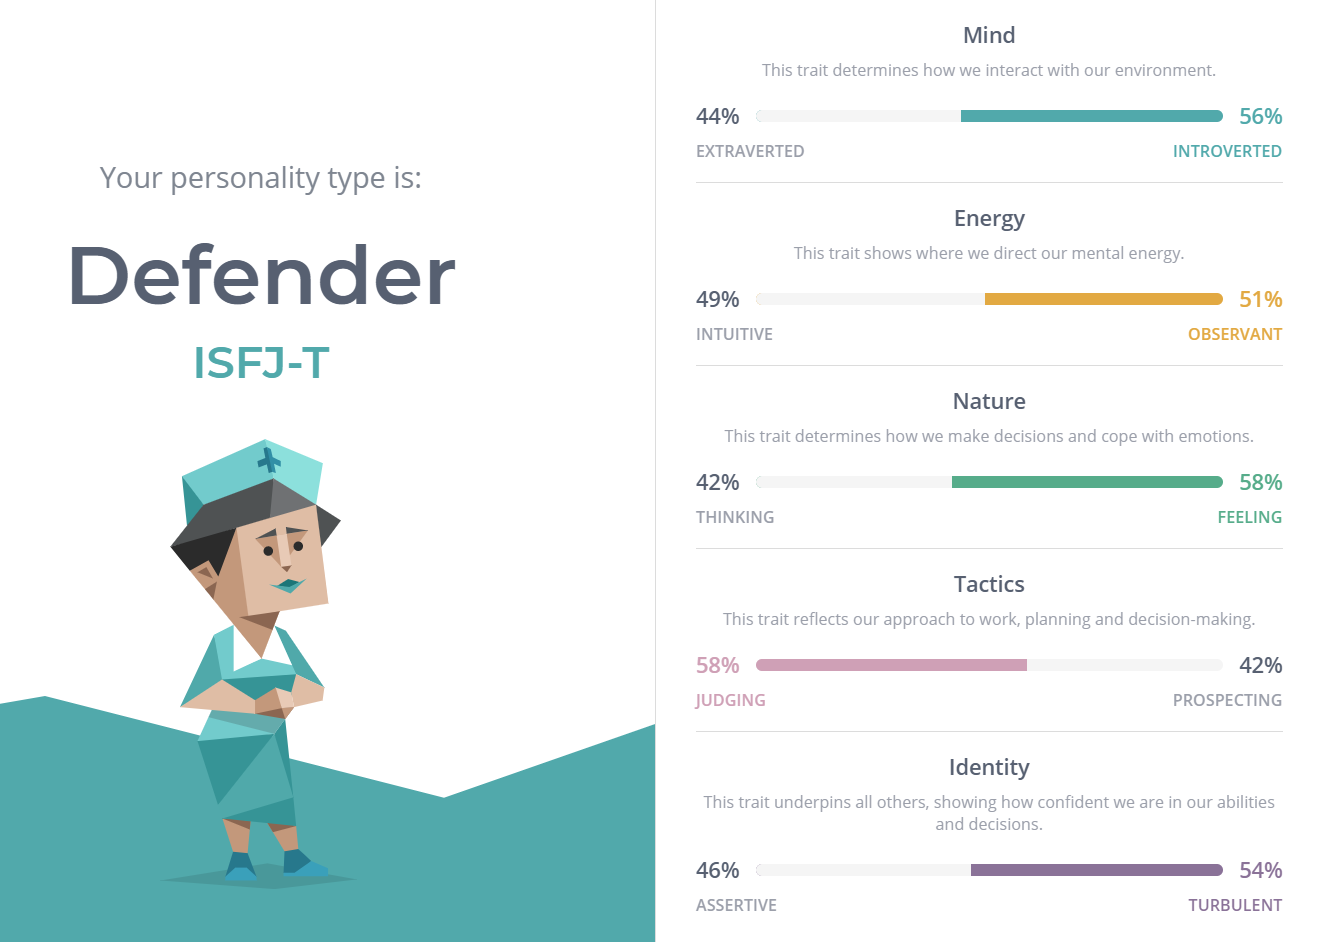 Your personality type is:
Defender
ISFJ-T
Mind
This trait determines how we interact with our environment.
44% 56%
EXTRAVERTED INTROVERTED
Energy
This trait shows where we direct our mental energy.
49% 51%
INTUITIVE OBSERVANT
Nature
This trait determines how we make decisions and cope with emotions.
42% 58%
THINKING FEELING
Tactics
This trait reflects our approach to work, planning and decision-making.
58% 42%
JUDGING PROSPECTING
Identity
This trait underpins all others, showing how confident we are in our abilities
and decisions.
46% 54%
ASSERTIVE TURBULENT